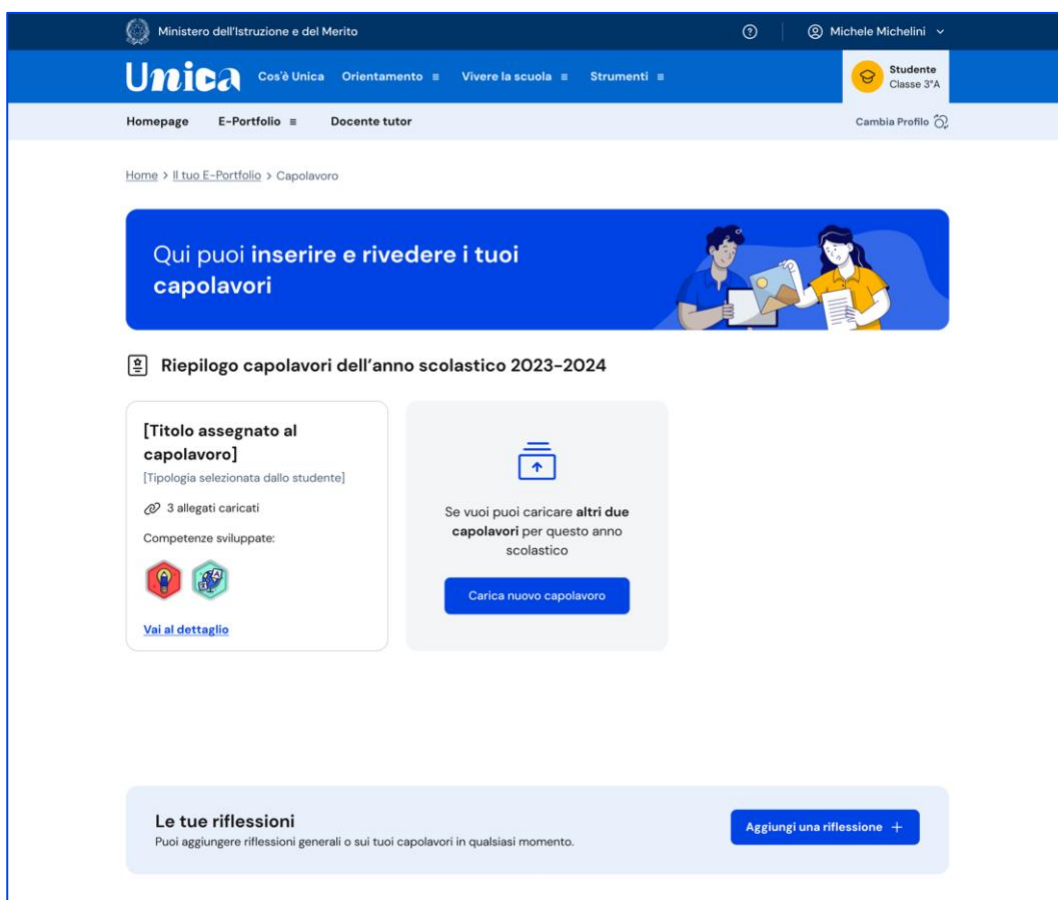 Ministero dell'Istruzione e del Merito
Michele Michelini
Unica
Cos'è Unica
Orientamento
Vivere la scuola
Strumenti
Studente
Classe 3°A
Homepage
E-Portfolio
Docente tutor
Cambia Profilo
Home > Il tuo E-Portfolio > Capolavoro
Qui puoi inserire e rivedere i tuoi
capolavori
Riepilogo capolavori dell'anno scolastico 2023-2024
[Titolo assegnato al
capolavoro]
[Tipologia selezionata dallo studente]
3 allegati caricati
Competenze sviluppate:
Vai al dettaglio
Se vuoi puoi caricare altri due
capolavori per questo anno
scolastico
Carica nuovo capolavoro
Le tue riflessioni
Puoi aggiungere riflessioni generali o sui tuoi capolavori in qualsiasi momento.
Aggiungi una riflessione +